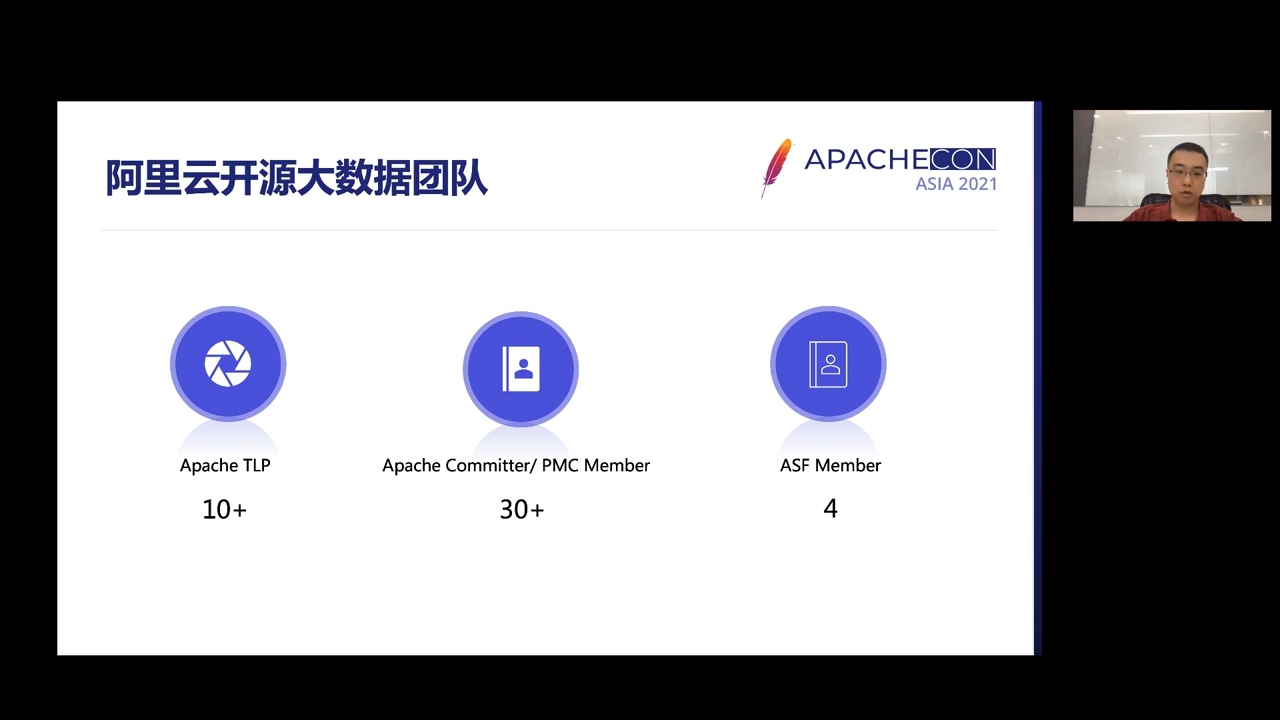 阿里云开源大数据团队
APACHECON
ASIA 2021
Apache TLP
10+
Apache Committer/ PMC Member
30+
ASF Member
4